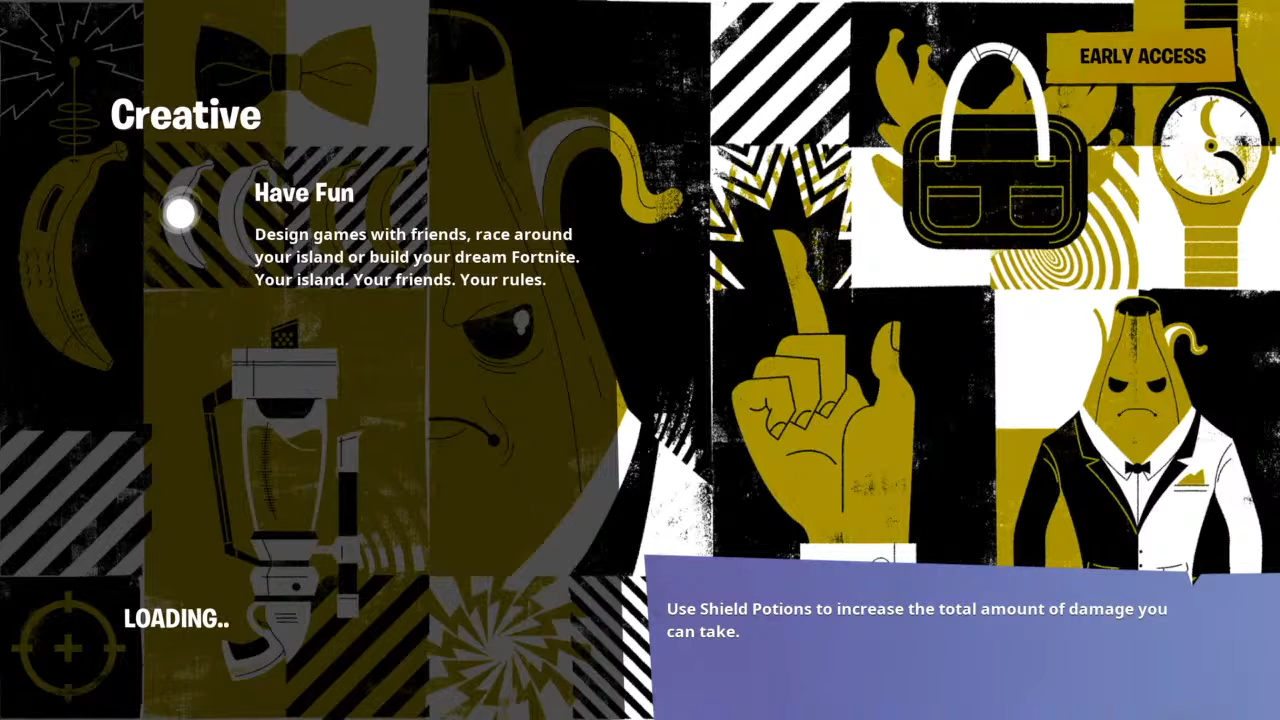 EARLY ACCESS
Creative
Have Fun
Design games with friends, race around
your island or build your dream Fortnite.
Your island. Your friends. Your rules.
LOADING..
Use Shield Potions to increase the total amount of damage you
can take.